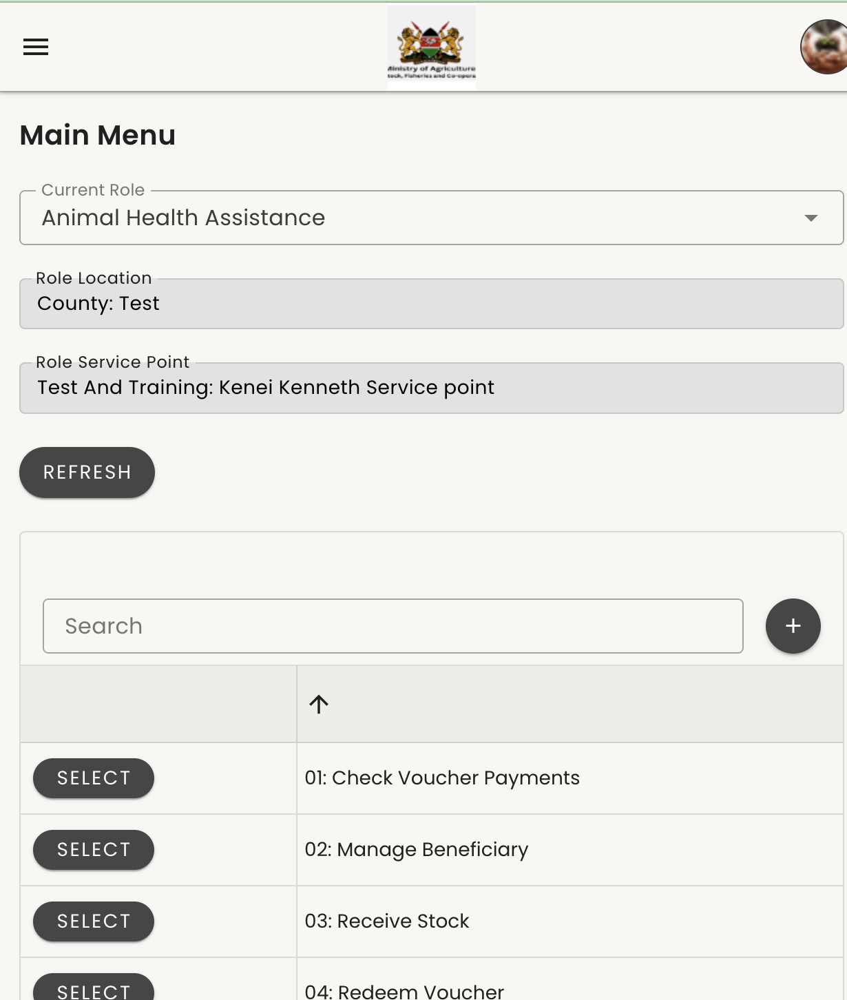 Ministry of Agriculture
Fisheries and Co-opera
Main Menu
Current Role
Animal Health Assistance
Role Location
County: Test
Role Service Point
Test And Training: Kenei Kenneth Service point
REFRESH
Search
+
SELECT 01: Check Voucher Payments
SELECT 02: Manage Beneficiary
SELECT 03: Receive Stock
SELECT 04: Redeem Voucher